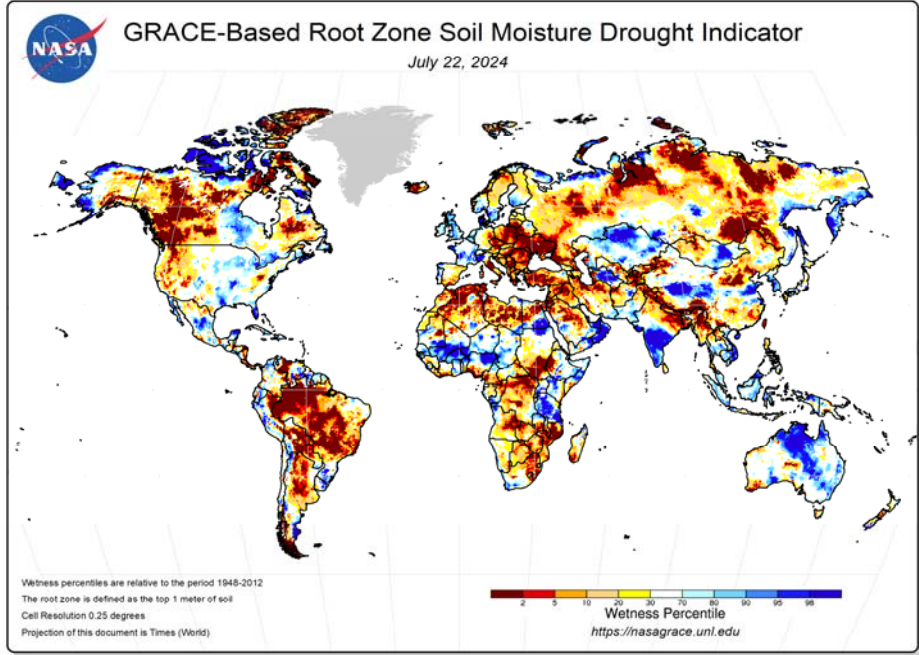 NASA
GRACE-Based Root Zone Soil Moisture Drought Indicator
July 22, 2024
Wetness percentiles are relative to the period 1948-2012
The root zone is defined as the top 1 meter of soil
Cell Resolution 0.25 degrees
Projection of this document is Times (World)
2 5 10 20 30 70 80 90 95 98
Wetness Percentile
https://nasagrace.unl.edu